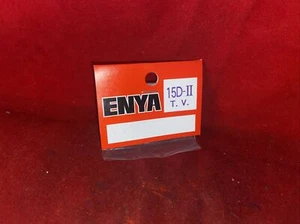 ENYA
15D-II
T. V.